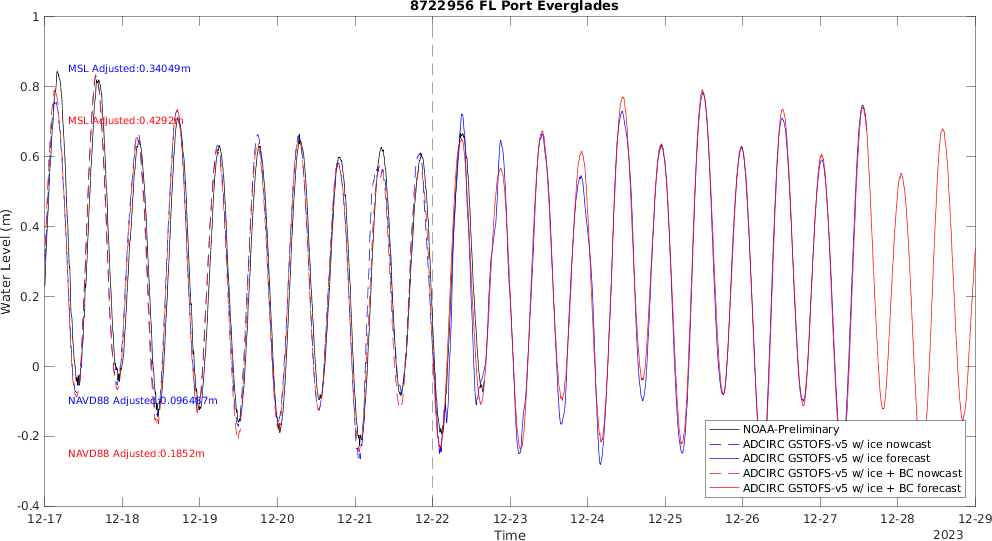 8722956 FL Port Everglades
1
0.8
0.6
0.4
0.2
0
-0.2
-0.4
Water Level (m)
MSL Adjusted:0.34049m
MSL Adjusted:0.4292m
NAVD88 Adjusted:0.096487m
NAVD88 Adjusted:0.1852m
NOAA-Preliminary
ADCIRC GSTOFS-v5 w/ ice nowcast
ADCIRC GSTOFS-v5 w/ ice forecast
ADCIRC GSTOFS-v5 w/ ice + BC nowcast
ADCIRC GSTOFS-v5 w/ ice + BC forecast
12-17 12-18 12-19 12-20 12-21 12-22 12-23 12-24 12-25 12-26 12-27 12-28 12-29
Time
2023